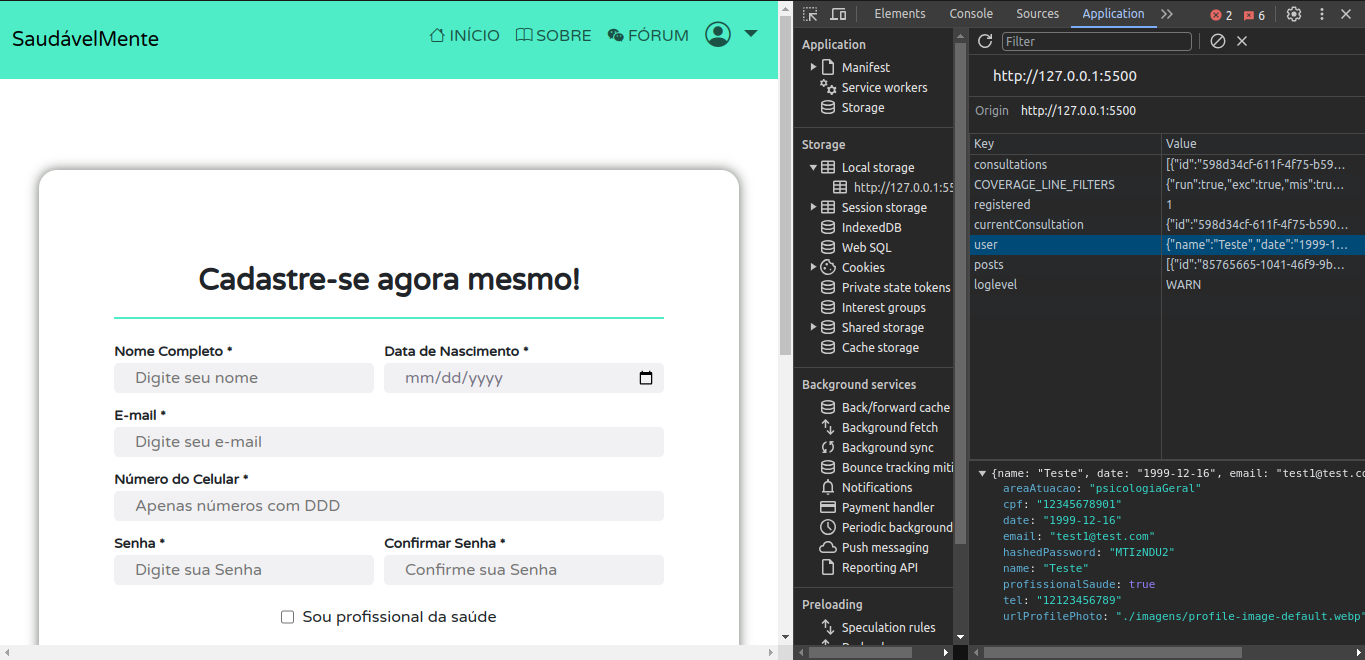 SaudávelMente
INÍCIO
SOBRE
FÓRUM
Cadastre-se agora mesmo!
Nome Completo *
Data de Nascimento *
Digite seu nome
mm/dd/yyyy
E-mail *
Digite seu e-mail
Número do Celular *
Apenas números com DDD
Senha *
Confirmar Senha *
Digite sua Senha
Confirme sua Senha
Sou profissional da saúde
Elements
Console
Sources
Application
2
6
Application
Manifest
Service workers
Storage
Storage
Local storage
http://127.0.0.1:55
Session storage
IndexedDB
Web SQL
Cookies
Private state tokens
Interest groups
Shared storage
Cache storage
Background services
Back/forward cache
Background fetch
Background sync
Bounce tracking miti
Notifications
Payment handler
Periodic background
Push messaging
Reporting API
Preloading
Speculation rules
Filter
http://127.0.0.1:5500
Origin http://127.0.0.1:5500
Key Value
consultations [{"id":"598d34cf-611f-4f75-b59…
COVERAGE_LINE_FILTERS {"run":true,"exc":true,"mis":tru…
registered 1
currentConsultation {"id":"598d34cf-611f-4f75-b590…
user {"name":"Teste","date":"1999-1…
posts [{"id":"85765665-1041-46f9-9b…
loglevel WARN
{name: "Teste", date: "1999-12-16", email: "test1@test.co
areaAtuacao: "psicologiaGeral"
cpf: "12345678901"
date: "1999-12-16"
email: "test1@test.com"
hashedPassword: "MTIzNDU2"
name: "Teste"
profissionalSaude: true
tel: "12123456789"
urlProfilePhoto: "./imagens/profile-image-default.webp"